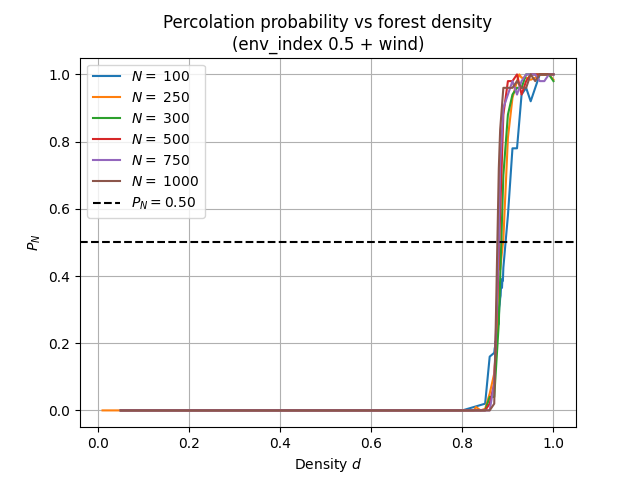 Percolation probability vs forest density
(env_index 0.5 + wind)
N = 100
N = 250
N = 300
N = 500
N = 750
N = 1000
P_N = 0.50
P_N
1.0
0.8
0.6
0.4
0.2
0.0
0.0 0.2 0.4 0.6 0.8 1.0
Density d